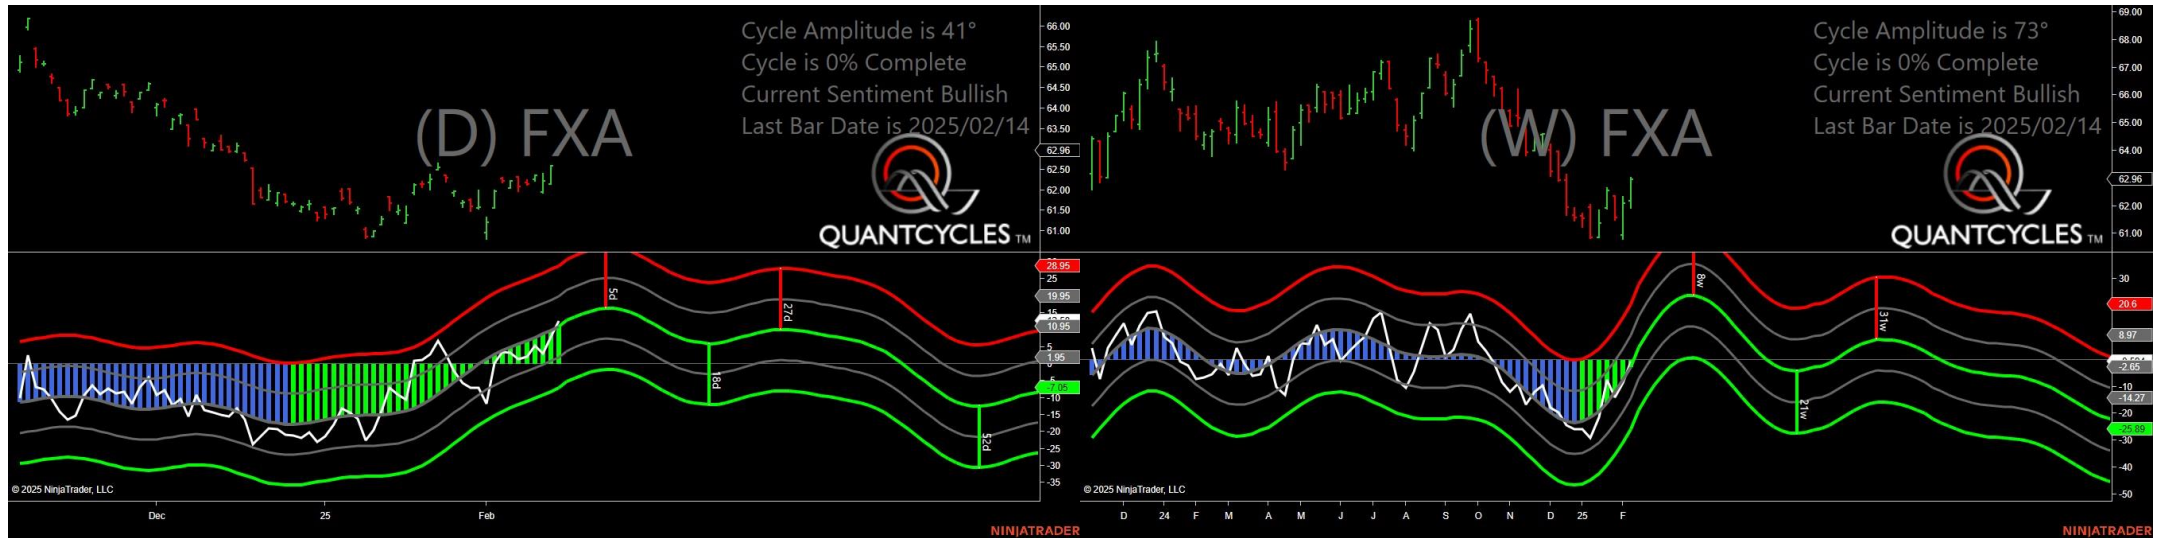 Cycle Amplitude is 41°
Cycle is 0% Complete
Current Sentiment Bullish
Last Bar Date is 2025/02/14
(D) FXA
QUANTCYCLES TM
66.00
65.50
65.00
64.50
64.00
63.50
62.96
62.50
62.00
61.50
61.00
28.95
25
19.95
15
10.95
5
1.95
-7.05
-10
-15
-20
-25
-30
-35
5d
27d
18d
52d
© 2025 NinjaTrader, LLC
Dec
25
Feb
NINJATRADER
Cycle Amplitude is 73°
Cycle is 0% Complete
Current Sentiment Bullish
Last Bar Date is 2025/02/14
(W) FXA
QUANTCYCLES TM
69.00
68.00
67.00
66.00
65.00
64.00
62.96
62.00
61.00
30
20.6
8.97
-2.65
-10
-14.27
-20
-25.89
-30
-40
-50
8w
31w
21w
© 2025 NinjaTrader, LLC
D 24 F M A M J J A S O N D 25 F
NINJATRADER